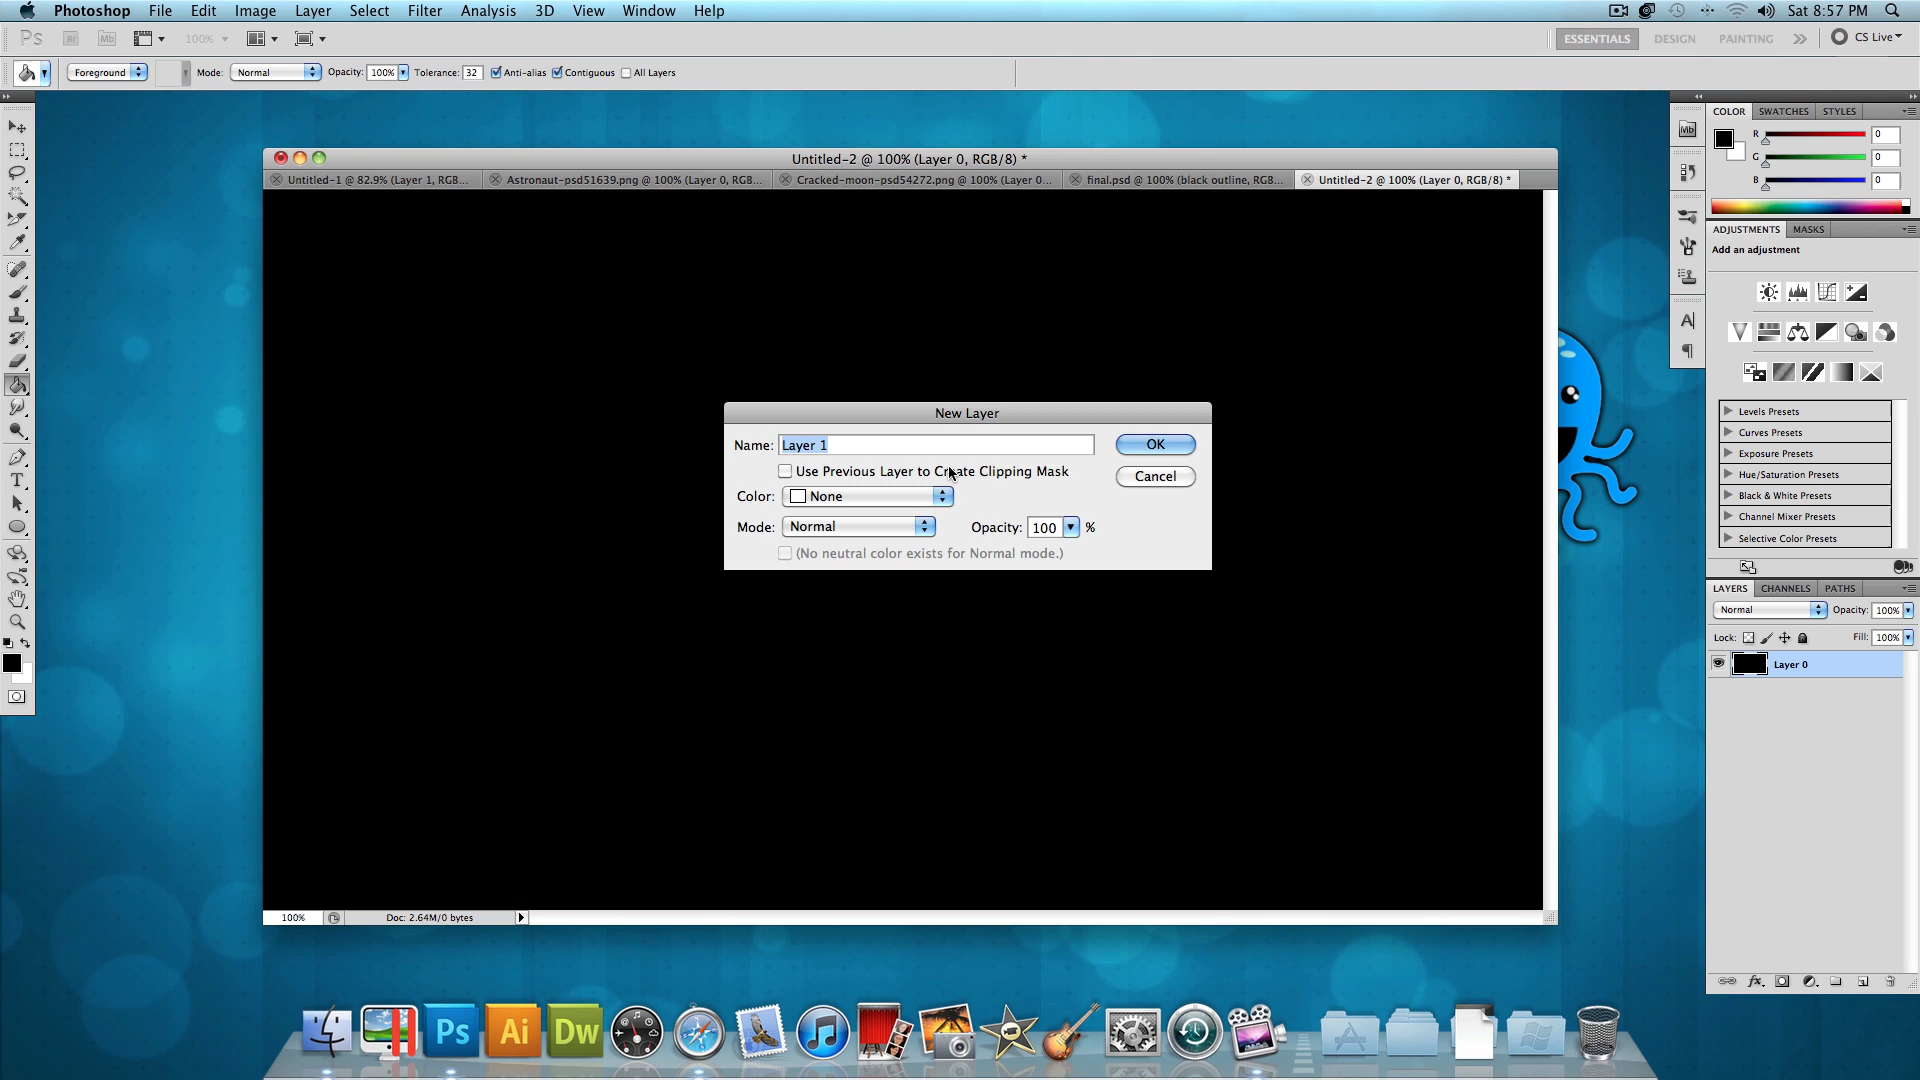 Photoshop File Edit Image Layer Select Filter Analysis 3D View Window Help Sat 8:57 PM
Ps Br Mb 100% ESSENTIALS DESIGN PAINTING CS Live
Foreground Mode: Normal Opacity: 100% Tolerance: 32 Anti-alias Contiguous All Layers
Untitled-2 @ 100% (Layer 0, RGB/8) *
Untitled-1 @ 82.9% (Layer 1, RGB... Astronaut-psd51639.png @ 100% (Layer 0, RGB... Cracked-moon-psd54272.png @ 100% (Layer 0... final.psd @ 100% (black outline, RGB... Untitled-2 @ 100% (Layer 0, RGB/8) *
New Layer
Name: Layer 1 OK
Use Previous Layer to Create Clipping Mask Cancel
Color: None
Mode: Normal Opacity: 100 %
(No neutral color exists for Normal mode.)
100% Doc: 2.64M/0 bytes
T
Mb
COLOR SWATCHES STYLES
R 0
G 0
B 0
ADJUSTMENTS MASKS
Add an adjustment
Levels Presets
Curves Presets
Exposure Presets
Hue/Saturation Presets
Black & White Presets
Channel Mixer Presets
Selective Color Presets
LAYERS CHANNELS PATHS
Normal Opacity: 100%
Lock: Fill: 100%
Layer 0
fx
Ps Ai Dw